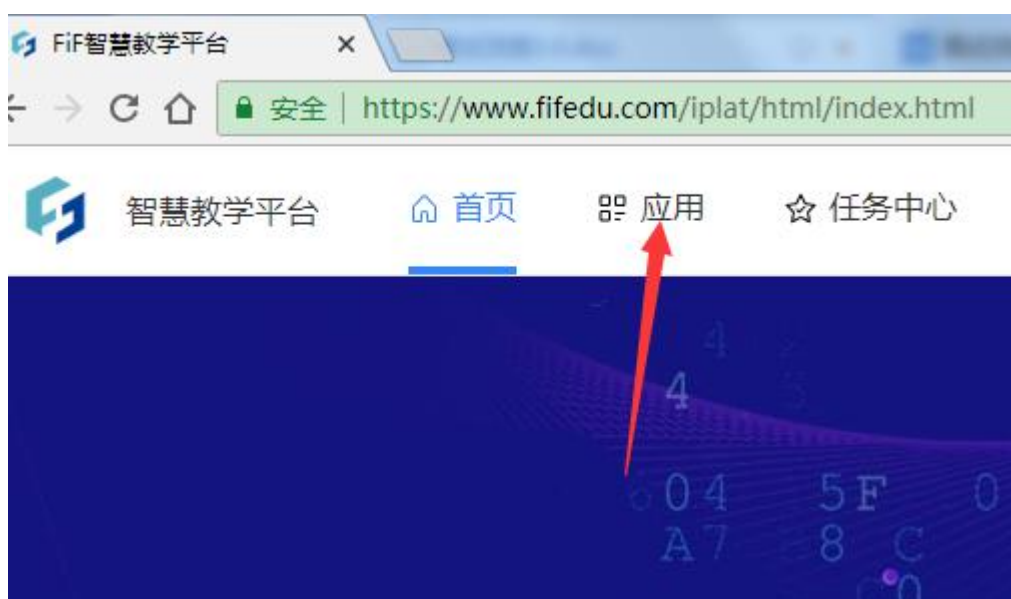 FiF智慧教学平台
安全 | https://www.fifedu.com/iplat/html/index.html
智慧教学平台 首页 应用 任务中心
4
4
04 5F 0
A7 8 C
0